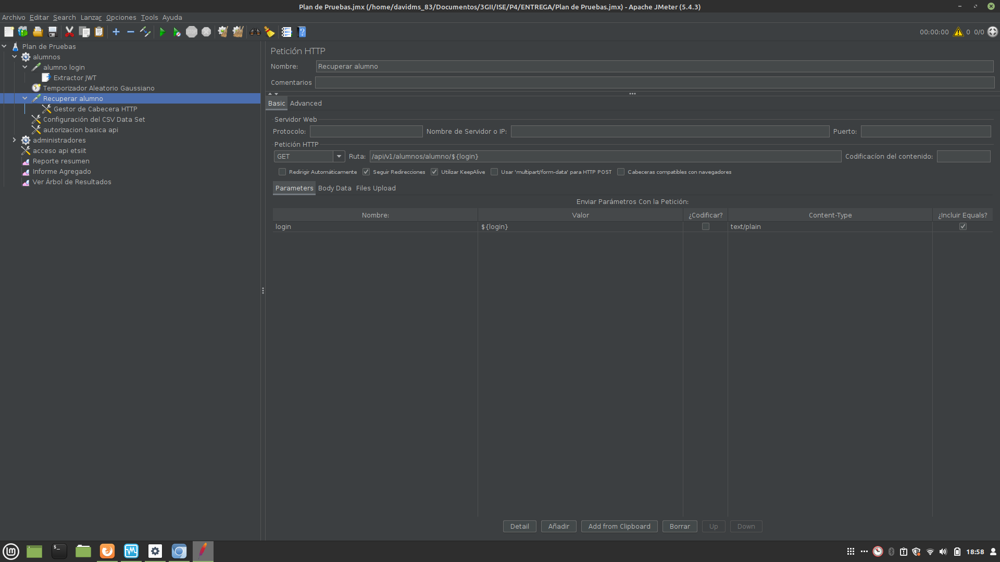 Plan de Pruebas.jmx (/home/davidms_83/Documentos/3GII/ISE/P4/ENTREGA/Plan de Pruebas.jmx) - Apache JMeter (5.4.3)
Archivo Editar Search Lanzar Opciones Tools Ayuda
00:00:00 0 0/0
Plan de Pruebas
alumnos
alumno login
Extractor JWT
Temporizador Aleatorio Gaussiano
Recuperar alumno
Gestor de Cabecera HTTP
Configuración del CSV Data Set
autorizacion basica api
administradores
acceso api etsiit
Reporte resumen
Informe Agregado
Ver Árbol de Resultados
Petición HTTP
Nombre: Recuperar alumno
Comentarios
Basic Advanced
Servidor Web
Protocolo: Nombre de Servidor o IP: Puerto:
Petición HTTP
GET Ruta: /api/v1/alumnos/alumno/${login} Codificacíon del contenido:
Redirigir Automáticamente Seguir Redirecciones Utilizar KeepAlive Usar 'multipart/form-data' para HTTP POST Cabeceras compatibles con navegadores
Parameters Body Data Files Upload
Enviar Parámetros Con la Petición:
Nombre: Valor ¿Codificar? Content-Type ¿Incluir Equals?
login ${login} text/plain
Detail Añadir Add from Clipboard Borrar Up Down
18:58